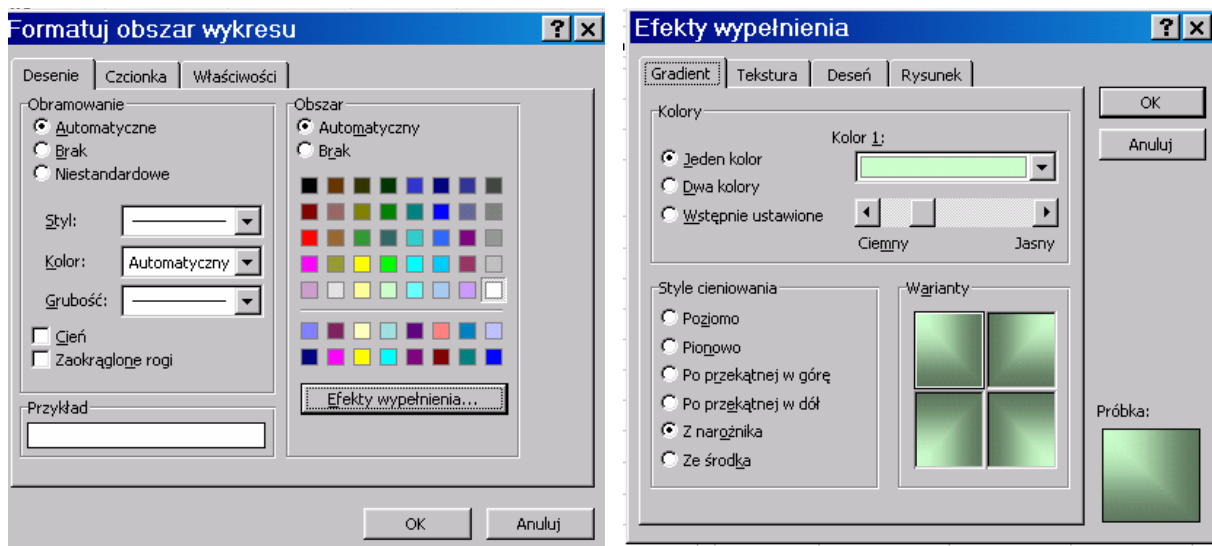 Formatuj obszar wykresu
Desenie Czcionka Właściwości
Obramowanie
Automatyczne
Brak
Niestandardowe
Styl:
Kolor: Automatyczny
Grubość:
Cień
Zaokrąglone rogi
Przykład
Obszar
Automatyczny
Brak
Efekty wypełnienia...
OK Anuluj
Efekty wypełnienia
Gradient Tekstura Deseń Rysunek
Kolory
Kolor 1:
Jeden kolor
Dwa kolory
Wstępnie ustawione
Ciemny Jasny
Style cieniowania
Poziomo
Pionowo
Po przekątnej w górę
Po przekątnej w dół
Z narożnika
Ze środka
Warianty
OK
Anuluj
Próbka: